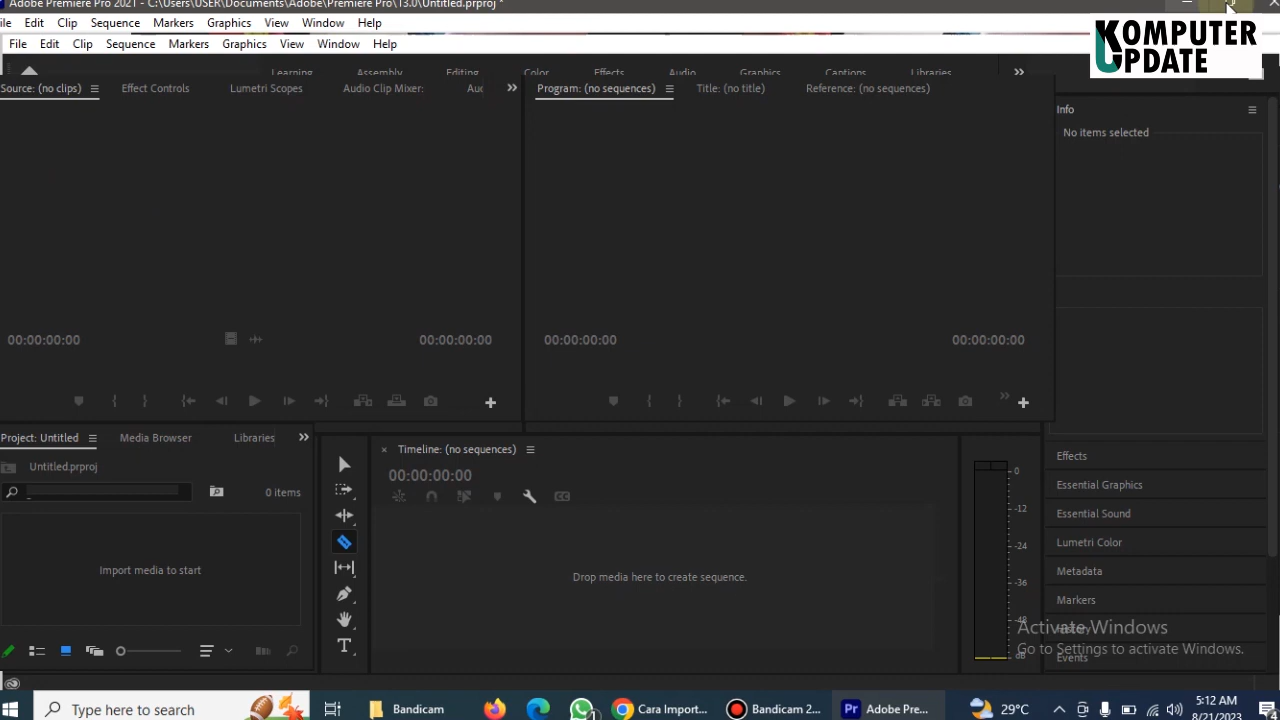 Adobe Premiere Pro 2021 - C:\Users\USER\Documents\Adobe\Premiere Pro\13.0\Untitled.prproj *
ile Edit Clip Sequence Markers Graphics View Window Help
File Edit Clip Sequence Markers Graphics View Window Help
KOMPUTER
UPDATE
Learning Assembly Editing Color Effects Audio Graphics Captions Libraries
Source: (no clips) Effect Controls Lumetri Scopes Audio Clip Mixer: Au
Program: (no sequences) Title: (no title) Reference: (no sequences)
Info
No items selected
00:00:00:00 00:00:00:00 00:00:00:00 00:00:00:00
Project: Untitled Media Browser Libraries
Untitled.prproj
0 items
Import media to start
Timeline: (no sequences)
00:00:00:00
Drop media here to create sequence.
0
-12
-24
-36
-48
dB
Effects
Essential Graphics
Essential Sound
Lumetri Color
Metadata
Markers
History
Events
Activate Windows
Go to Settings to activate Windows.
Type here to search Bandicam Cara Import... Bandicam 2... Adobe Pre... 29°C
5:12 AM